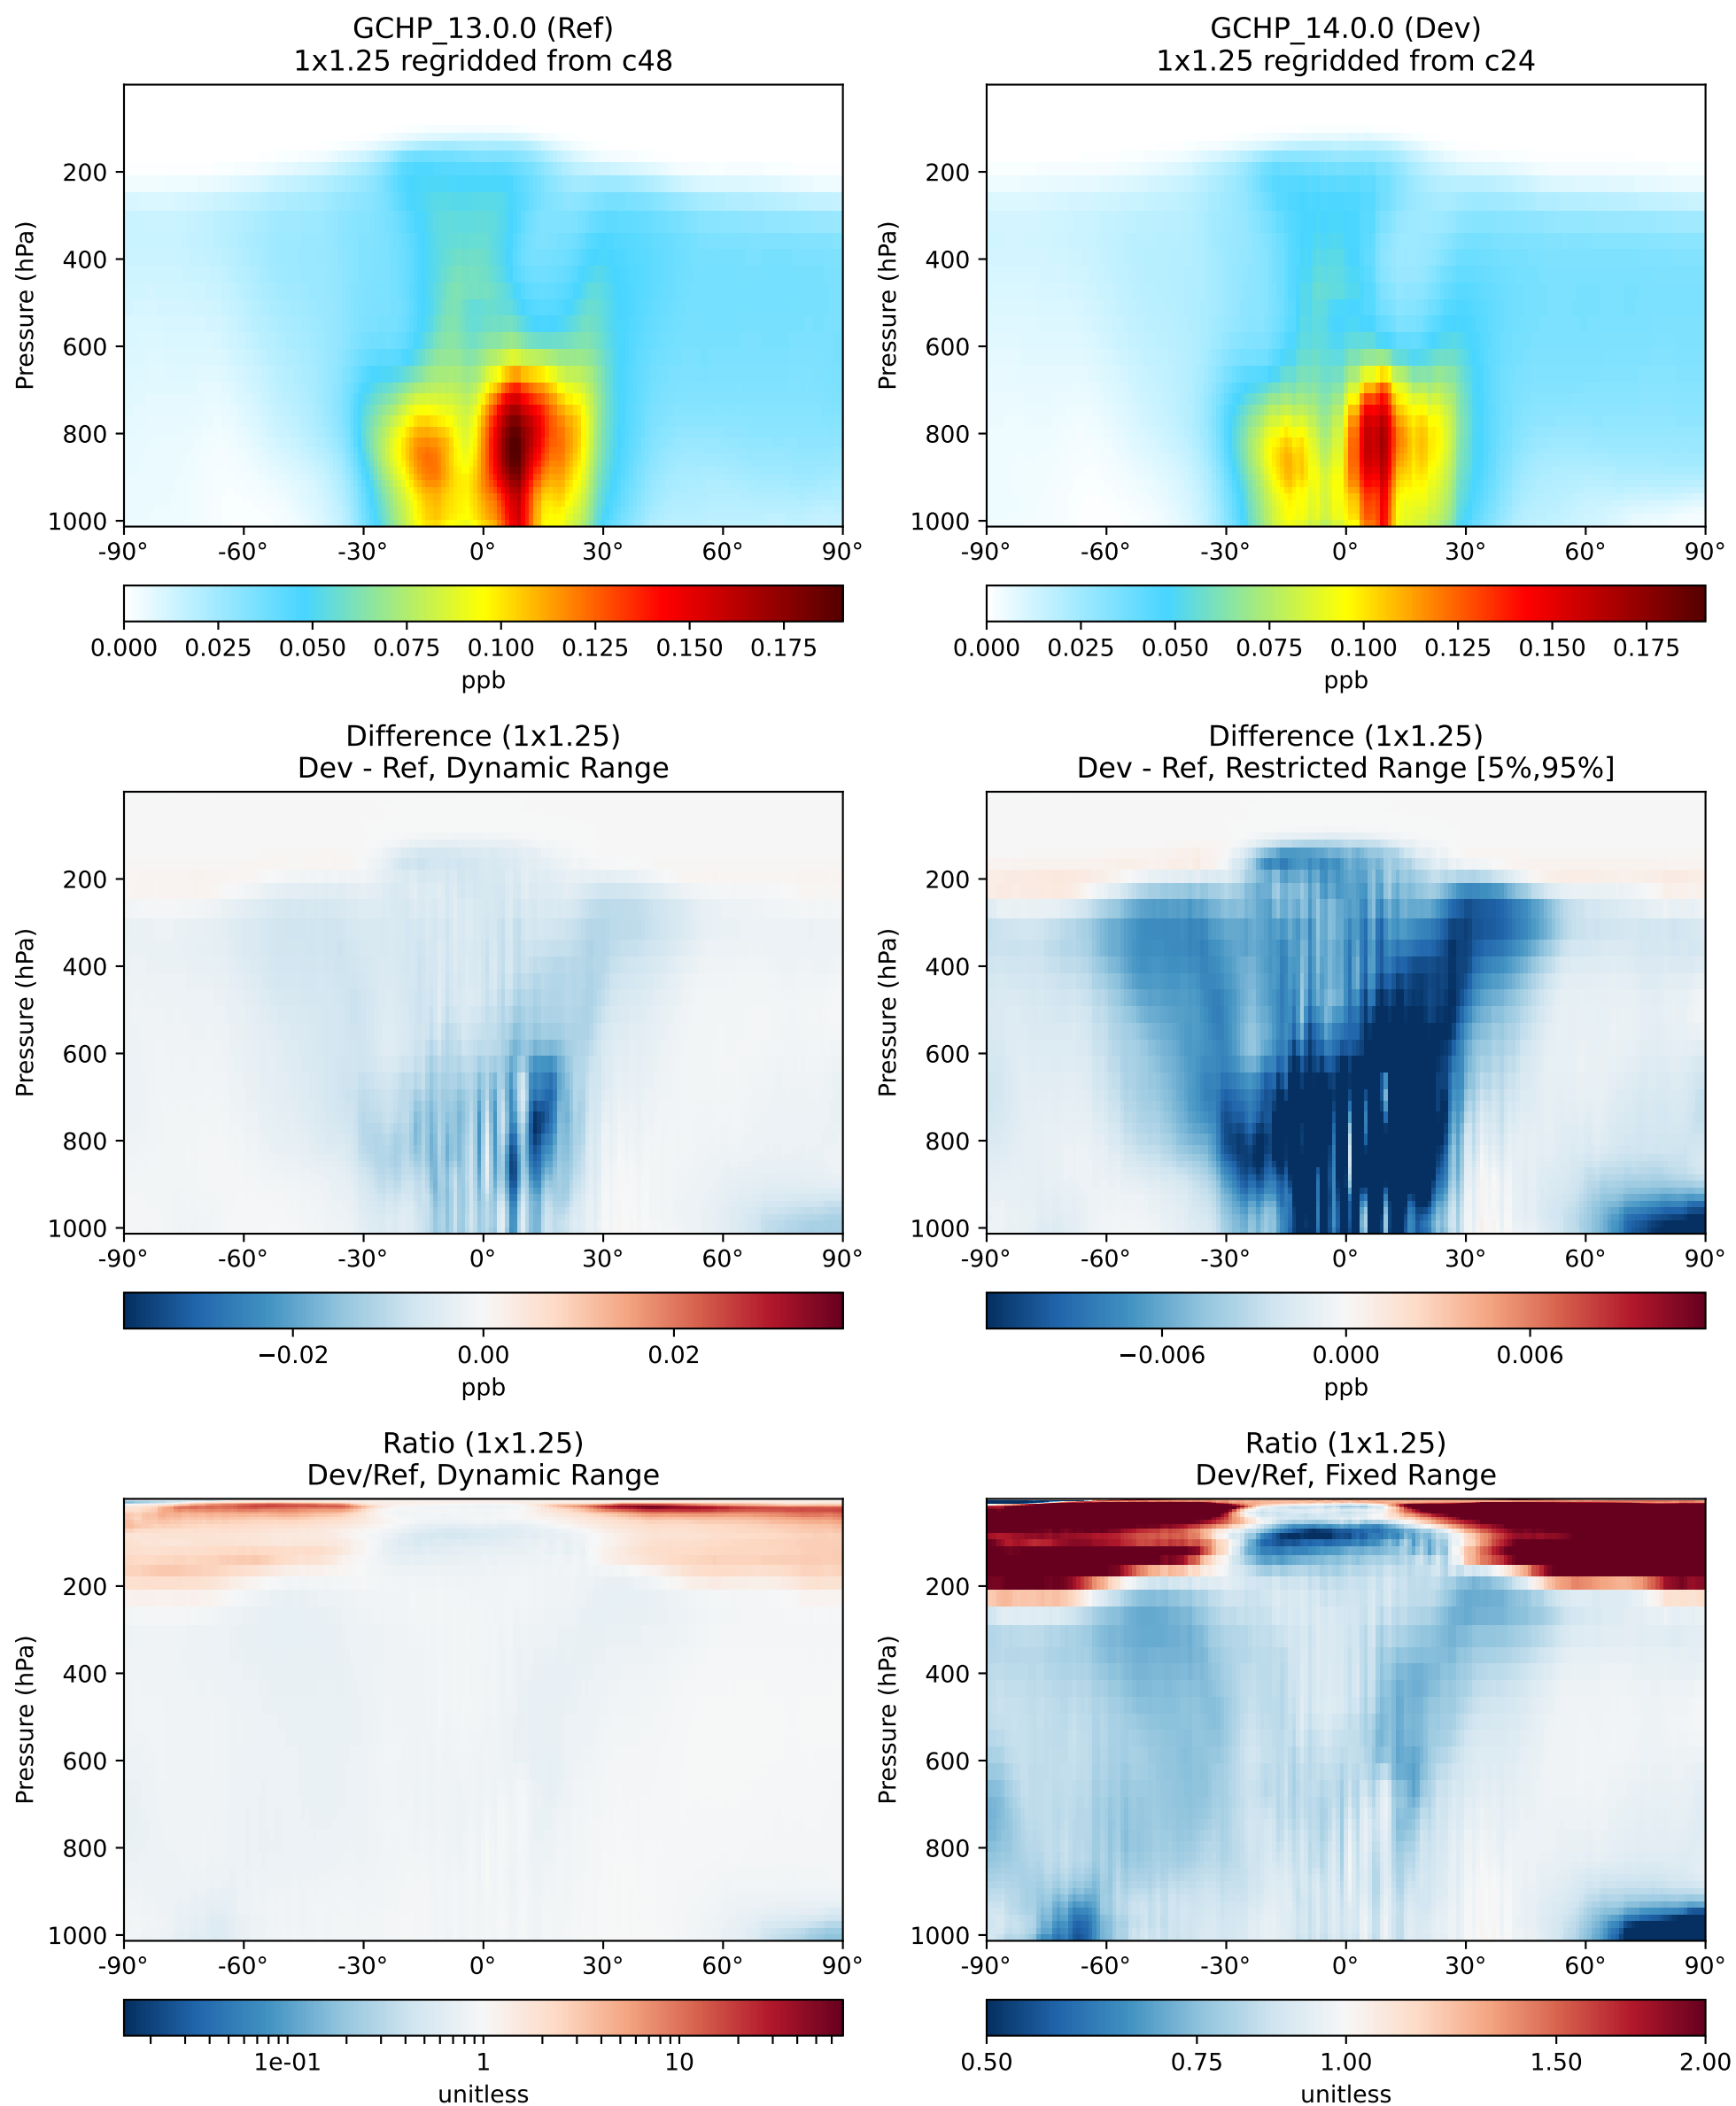 GCHP_13.0.0 (Ref)
1x1.25 regridded from c48
GCHP_14.0.0 (Dev)
1x1.25 regridded from c24
Pressure (hPa)
200
400
600
800
1000
-90° -60° -30° 0° 30° 60° 90°
0.000 0.025 0.050 0.075 0.100 0.125 0.150 0.175
ppb
Pressure (hPa)
200
400
600
800
1000
-90° -60° -30° 0° 30° 60° 90°
0.000 0.025 0.050 0.075 0.100 0.125 0.150 0.175
ppb
Difference (1x1.25)
Dev - Ref, Dynamic Range
Difference (1x1.25)
Dev - Ref, Restricted Range [5%,95%]
Pressure (hPa)
200
400
600
800
1000
-90° -60° -30° 0° 30° 60° 90°
−0.02 0.00 0.02
ppb
Pressure (hPa)
200
400
600
800
1000
-90° -60° -30° 0° 30° 60° 90°
−0.006 0.000 0.006
ppb
Ratio (1x1.25)
Dev/Ref, Dynamic Range
Ratio (1x1.25)
Dev/Ref, Fixed Range
Pressure (hPa)
200
400
600
800
1000
-90° -60° -30° 0° 30° 60° 90°
1e-01 1 10
unitless
Pressure (hPa)
200
400
600
800
1000
-90° -60° -30° 0° 30° 60° 90°
0.50 0.75 1.00 1.50 2.00
unitless